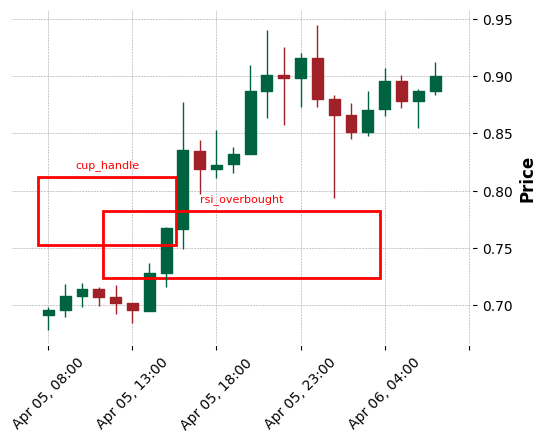 0.95
0.90
0.85
0.80
0.75
0.70
Price
cup_handle
rsi_overbought
Apr 05, 08:00
Apr 05, 13:00
Apr 05, 18:00
Apr 05, 23:00
Apr 06, 04:00